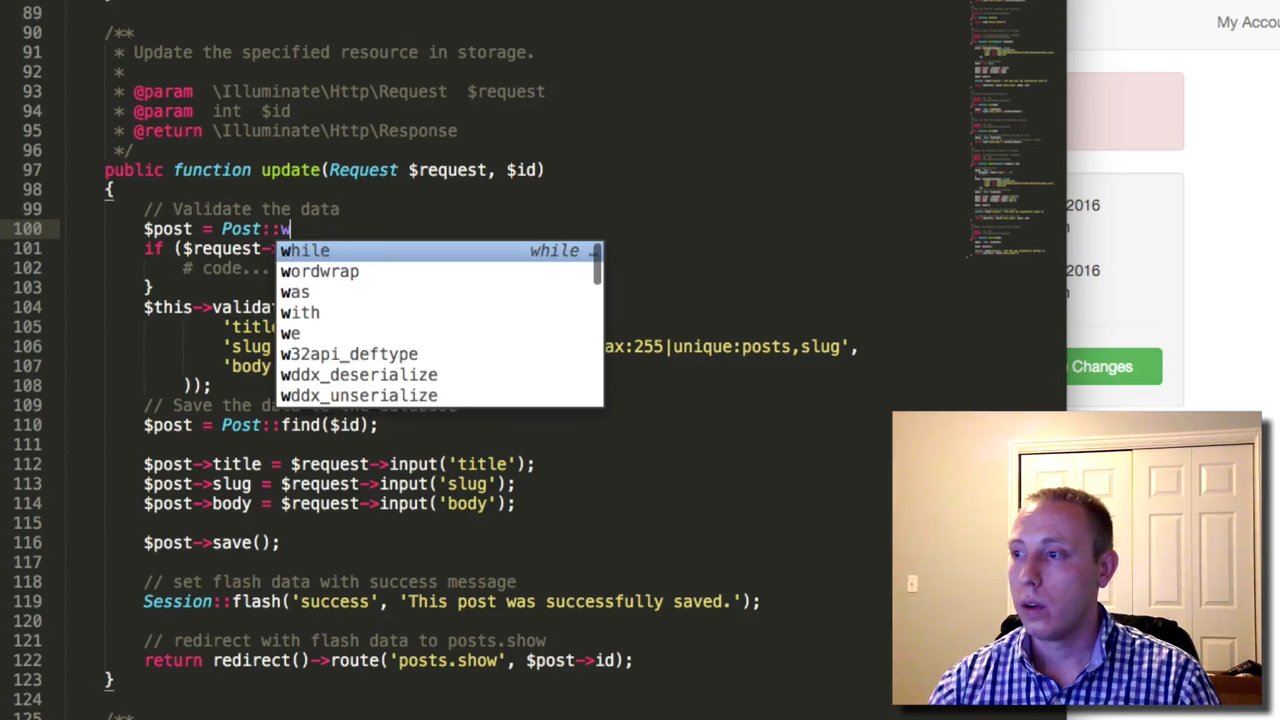 89
90 /**
91 * Update the specified resource in storage.
92 *
93 * @param \Illuminate\Http\Request $request
94 * @param int $id
95 * @return \Illuminate\Http\Response
96 */
97 public function update(Request $request, $id)
98 {
99 // Validate the data
100 $post = Post::w
101 if ($request->
while while …
102 # code...
wordwrap
103 }
was
104 $this->valida
with
105 'title
we
106 'slug ax:255|unique:posts,slug',
w32api_deftype
107 'body
wddx_deserialize
108 ));
wddx_unserialize
109 // Save the data to the database
110 $post = Post::find($id);
111
112 $post->title = $request->input('title');
113 $post->slug = $request->input('slug');
114 $post->body = $request->input('body');
115
116 $post->save();
117
118 // set flash data with success message
119 Session::flash('success', 'This post was successfully saved.');
120
121 // redirect with flash data to posts.show
122 return redirect()->route('posts.show', $post->id);
123 }
124
125 /**
My Accou
2016
m
2016
m
Changes